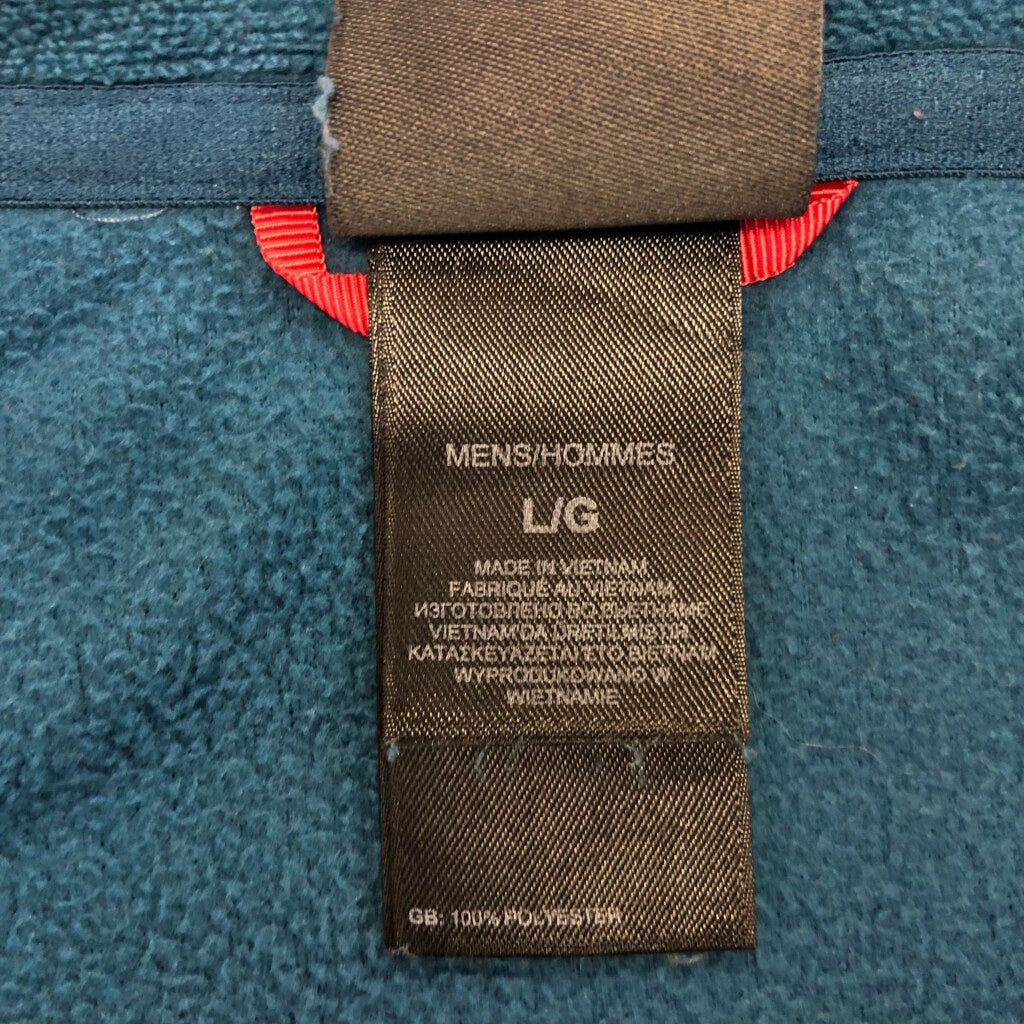 MENS/HOMMES
L/G
MADE IN VIETNAM
FABRIQUÉ AU VIETNAM
ИЗГОТОВЛЕНО ВО ВЬЕТНАМЕ
VIETNAM'DA ÜRETİLMİŞTİR
ΚΑΤΑΣΚΕΥΑΖΕΤΑΙ ΣΤΟ ΒΙΕΤΝΑΜ
WYPRODUKOWANO W
WIETNAMIE
GB: 100% POLYESTER